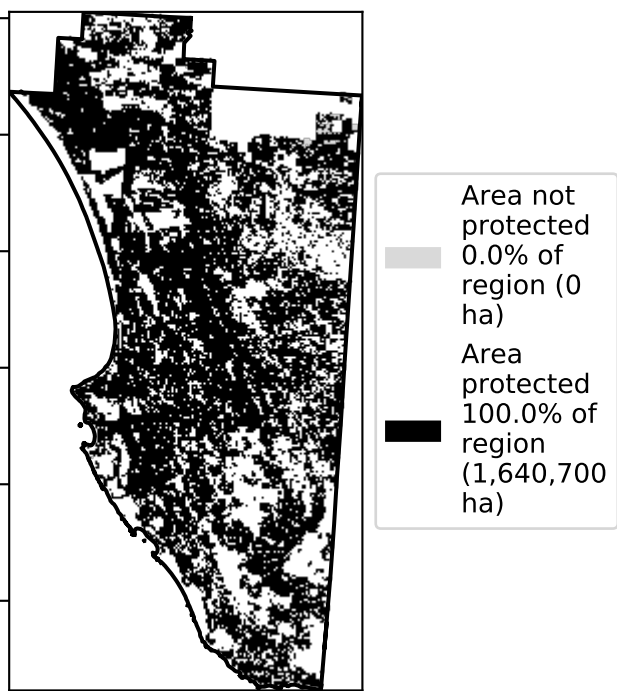 Area not
protected
0.0% of
region (0
ha)
Area
protected
100.0% of
region
(1,640,700
ha)